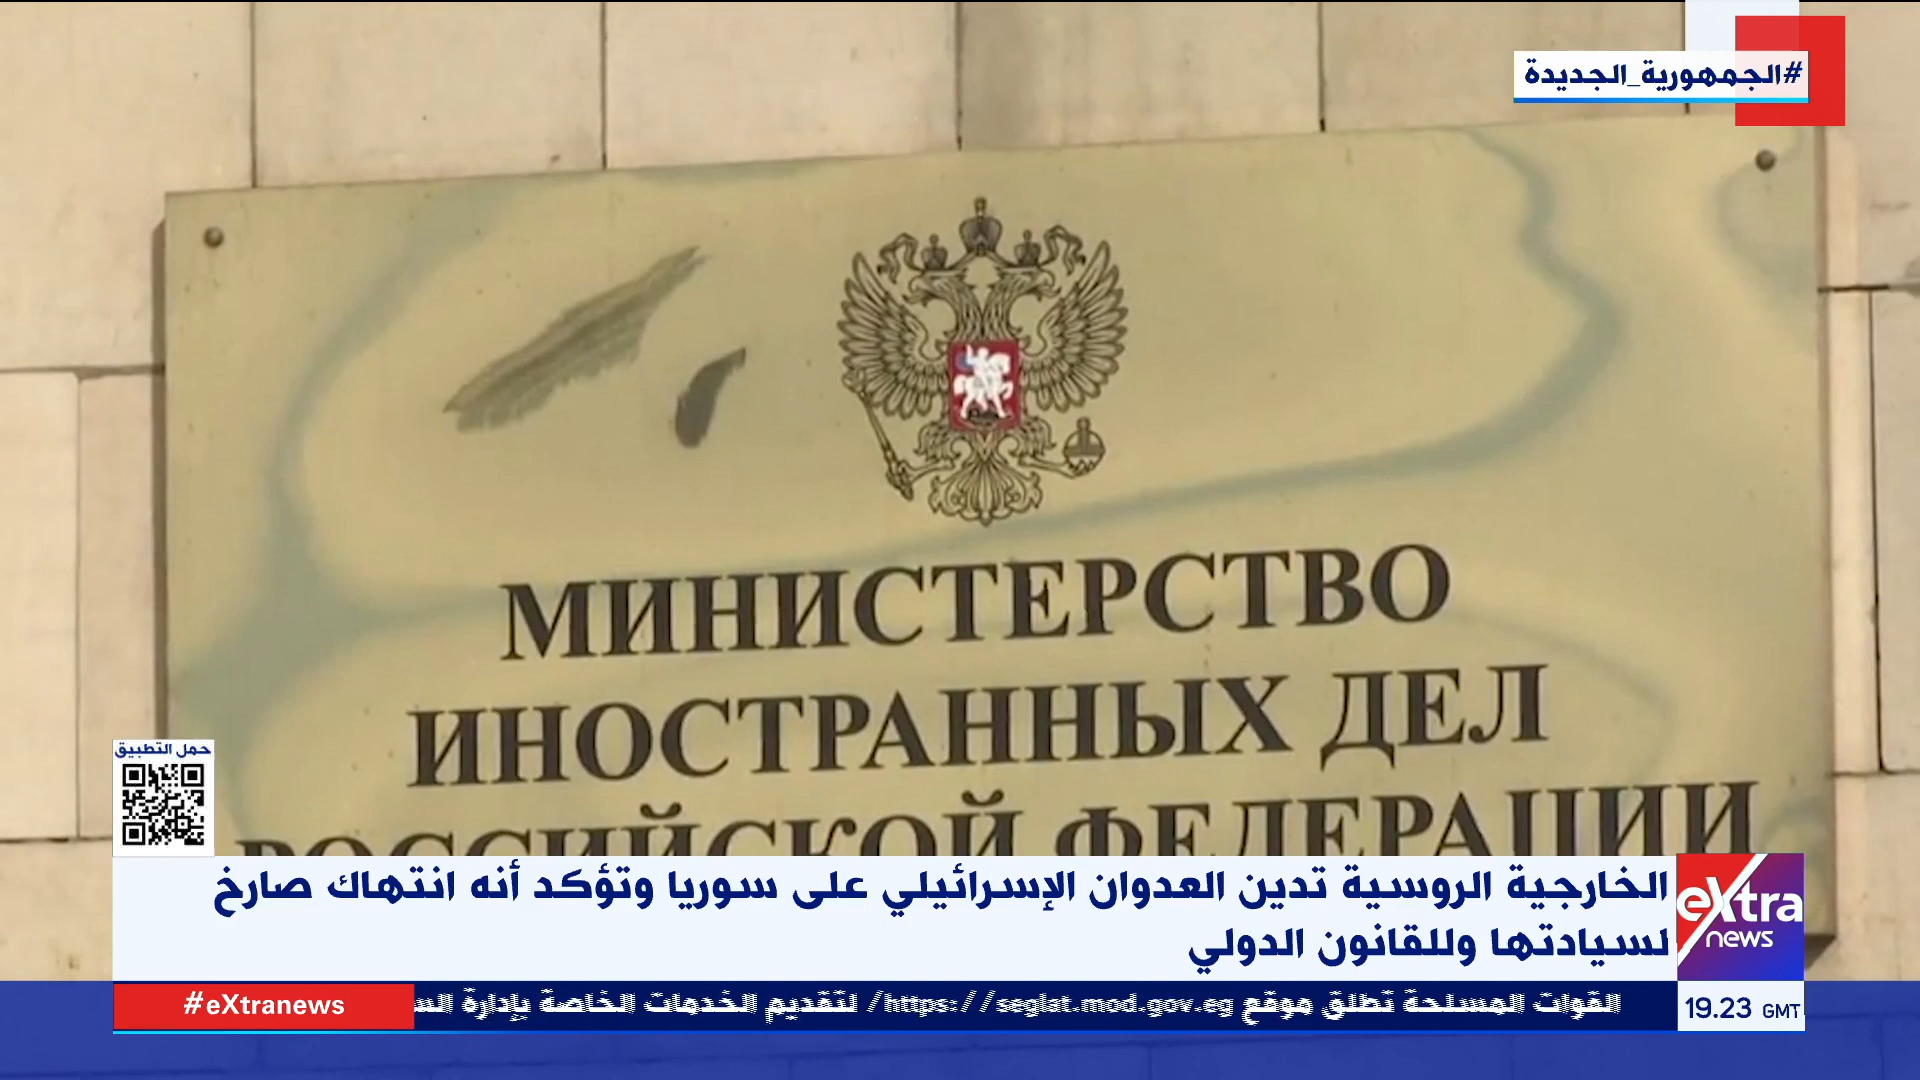 #الجمهورية_الجديدة
МИНИСТЕРСТВО
ИНОСТРАННЫХ ДЕЛ
РОССИЙСКОЙ ФЕДЕРАЦИИ
حمل التطبيق
الخارجية الروسية تدين العدوان الإسرائيلي على سوريا وتؤكد أنه انتهاك صارخ
لسيادتها وللقانون الدولي
eXtra
news
القوات المسلحة تطلق موقع https://seglat.mod.gov.eg/ لتقديم الخدمات الخاصة بإدارة
#eXtranews
19.23 GMT